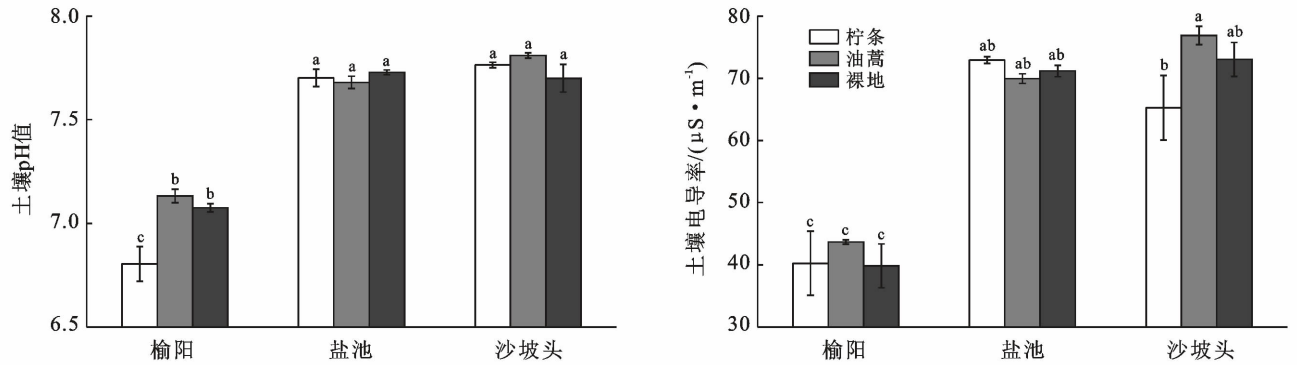 8.0
7.5
7.0
6.5
土壤pH值
c
b
b
a
a
a
a
a
a
榆阳
盐池
沙坡头
80
70
60
50
40
30
土壤电导率/(μS·m⁻¹)
柠条
油蒿
裸地
c
c
c
ab
ab
ab
b
a
ab
榆阳
盐池
沙坡头